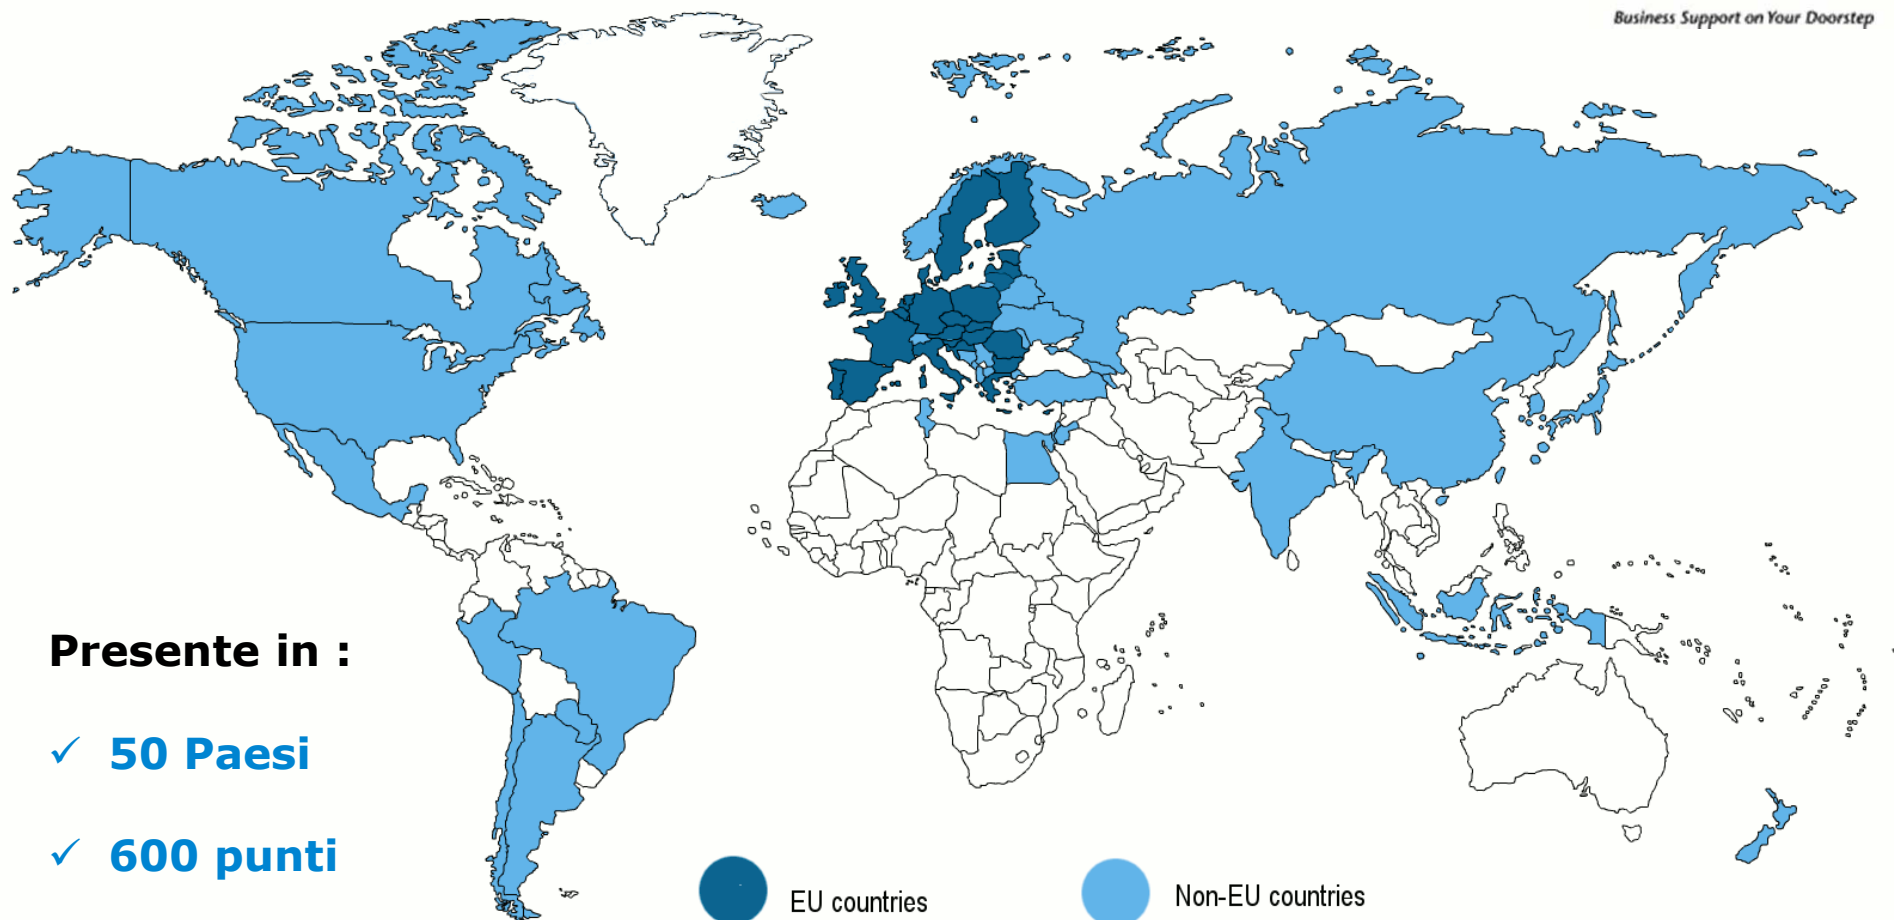 Business Support on Your Doorstep
Presente in :
✓ 50 Paesi
✓ 600 punti
EU countries
Non-EU countries